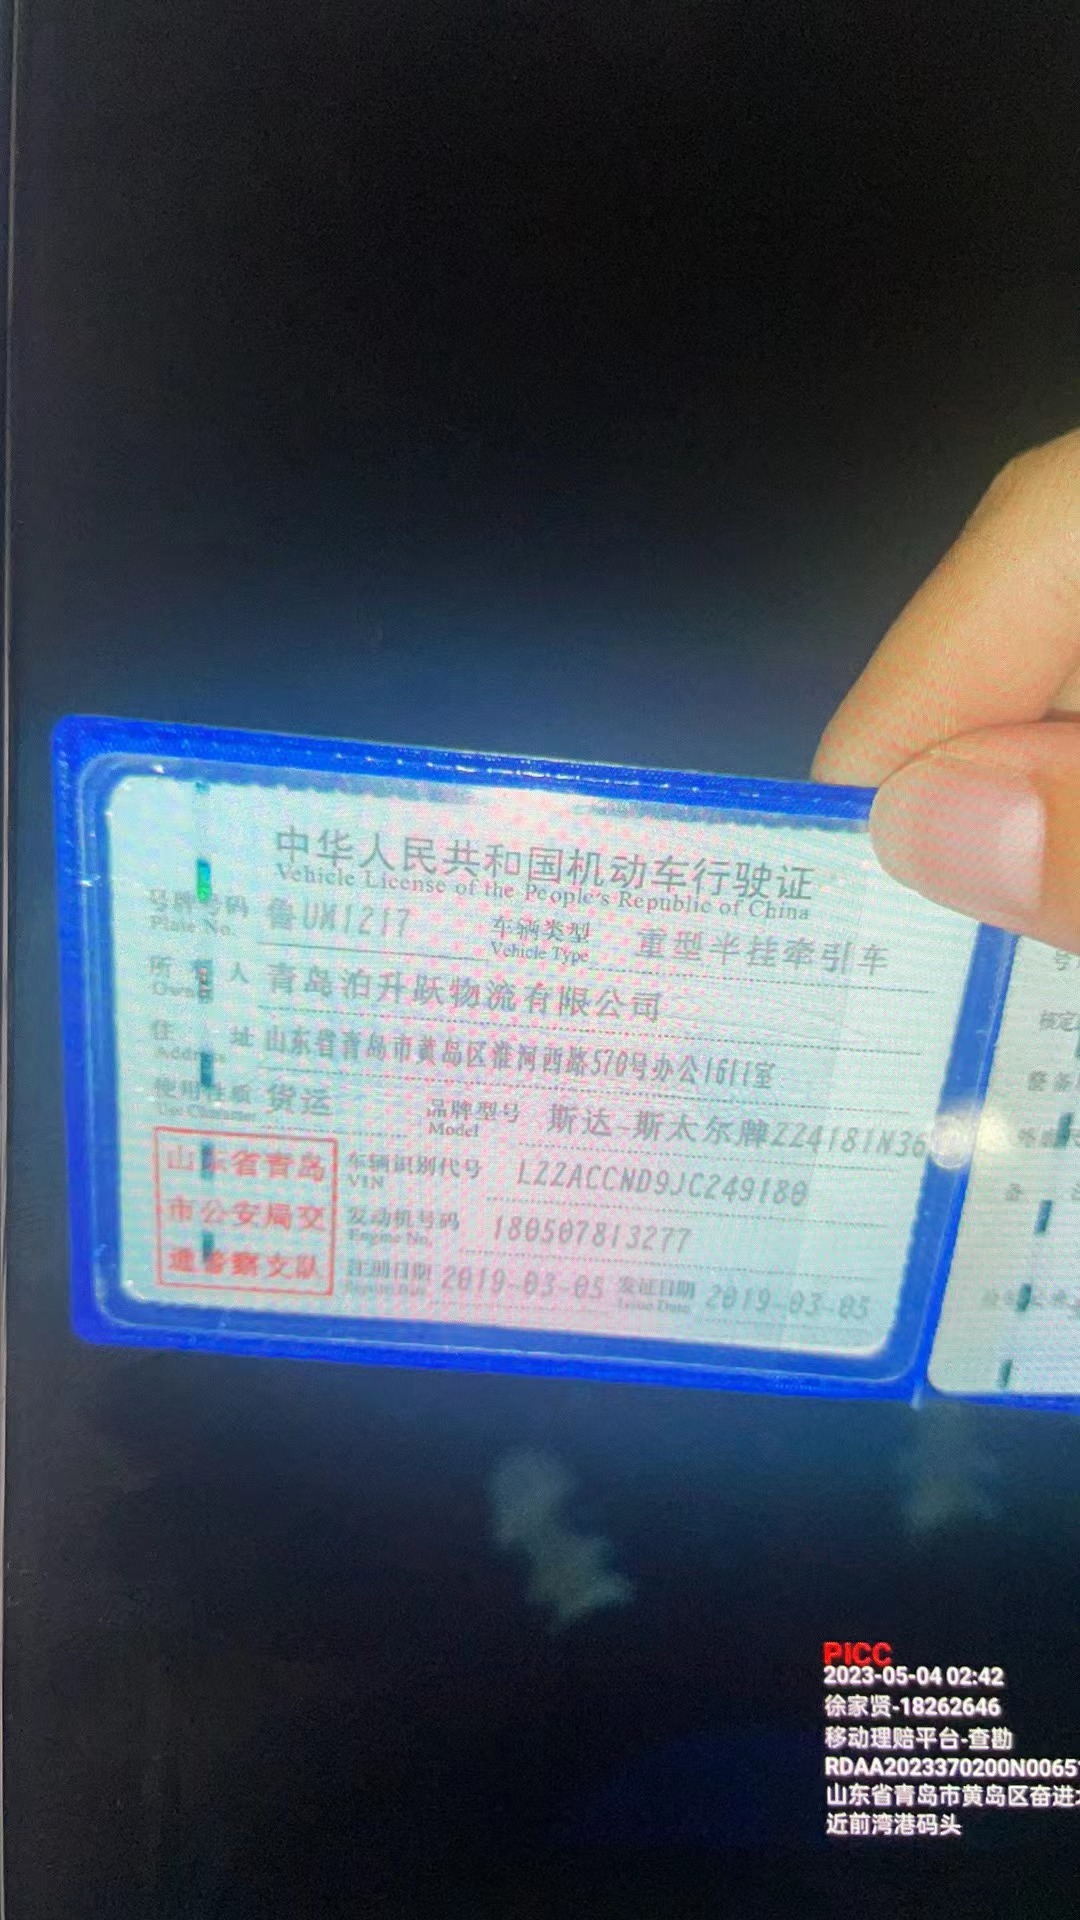 中华人民共和国机动车行驶证
Vehicle License of the People's Republic of China
号牌号码 鲁UM1217 车辆类型 重型半挂牵引车
Plate No. Vehicle Type
所有人 青岛泊升跃物流有限公司
Owner
住址 山东省青岛市黄岛区淮河西路570号办公1611室
Address
使用性质 货运 品牌型号 斯达-斯太尔牌ZZ4181N36
Use Character Model
车辆识别代号 LZZACCND9JC249180
VIN
发动机号码 180507813277
Engine No.
注册日期 2019-03-05 发证日期 2019-03-05
Register Date Issue Date
山东省青岛
市公安局交
通警察支队
核定
整备
PICC
2023-05-04 02:42
徐家贤-18262646
移动理赔平台-查勘
RDAA2023370200N0065
山东省青岛市黄岛区奋进
近前湾港码头